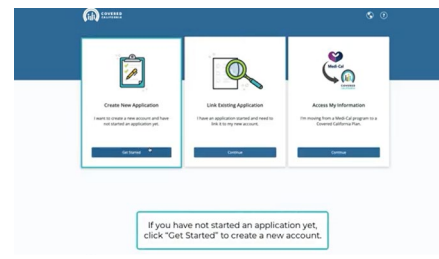 COVERED
CALIFORNIA
Medi-Cal
COVERED
Create New Application
I want to create a new account and have
not started an application yet.
Get Started
Link Existing Application
I have an application started and need to
link it to my new account.
Continue
Access My Information
I'm moving from a Medi-Cal program to a
Covered California Plan.
Continue
If you have not started an application yet,
click "Get Started" to create a new account.